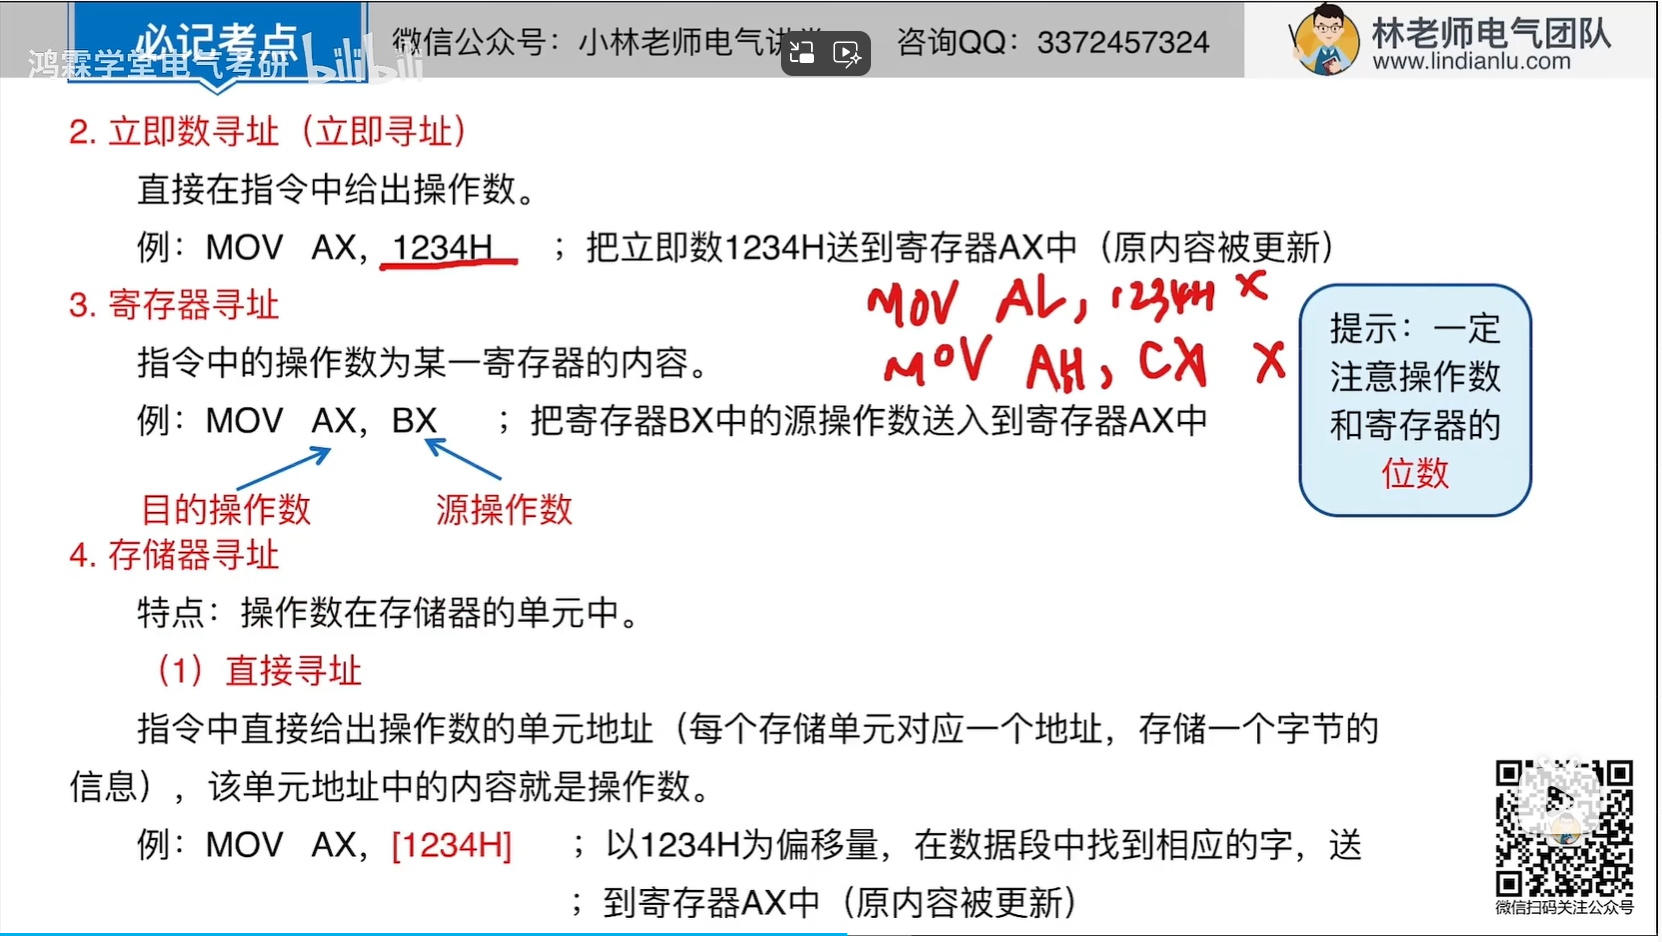 必记考点
鸿霖学堂电气考研 bilibili
微信公众号：小林老师电气讲堂 咨询QQ：3372457324
林老师电气团队
www.lindianlu.com
2. 立即数寻址（立即寻址）
直接在指令中给出操作数。
例：MOV AX，1234H ；把立即数1234H送到寄存器AX中（原内容被更新）
MOV AL, 1234H X
3. 寄存器寻址
MOV AH, CX X
指令中的操作数为某一寄存器的内容。
例：MOV AX，BX ；把寄存器BX中的源操作数送入到寄存器AX中
目的操作数 源操作数
提示：一定
注意操作数
和寄存器的
位数
4. 存储器寻址
特点：操作数在存储器的单元中。
（1）直接寻址
指令中直接给出操作数的单元地址（每个存储单元对应一个地址，存储一个字节的
信息），该单元地址中的内容就是操作数。
例：MOV AX，[1234H] ；以1234H为偏移量，在数据段中找到相应的字，送
；到寄存器AX中（原内容被更新）
微信扫码关注公众号